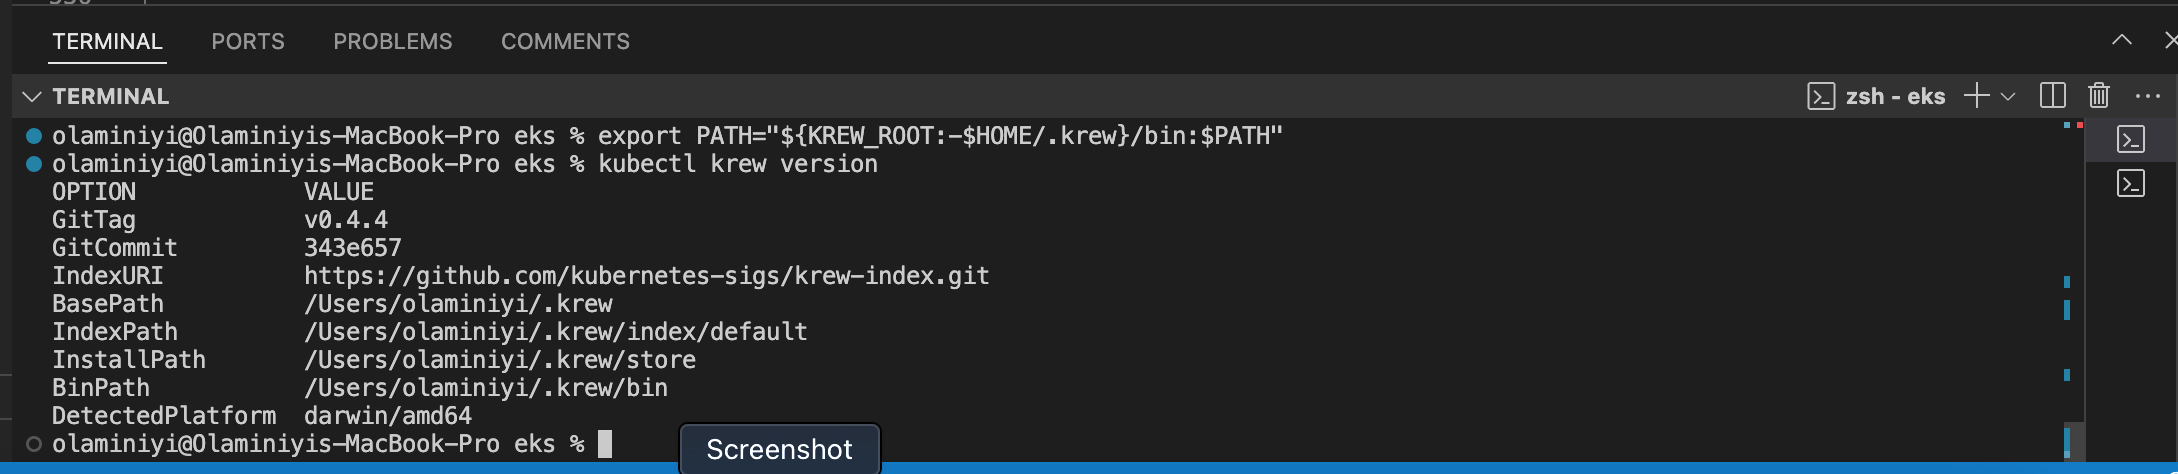 TERMINAL PORTS PROBLEMS COMMENTS
TERMINAL zsh - eks
olaminiyi@Olaminiyis-MacBook-Pro eks % export PATH="${KREW_ROOT:-$HOME/.krew}/bin:$PATH"
olaminiyi@Olaminiyis-MacBook-Pro eks % kubectl krew version
OPTION VALUE
GitTag v0.4.4
GitCommit 343e657
IndexURI https://github.com/kubernetes-sigs/krew-index.git
BasePath /Users/olaminiyi/.krew
IndexPath /Users/olaminiyi/.krew/index/default
InstallPath /Users/olaminiyi/.krew/store
BinPath /Users/olaminiyi/.krew/bin
DetectedPlatform darwin/amd64
olaminiyi@Olaminiyis-MacBook-Pro eks %
Screenshot